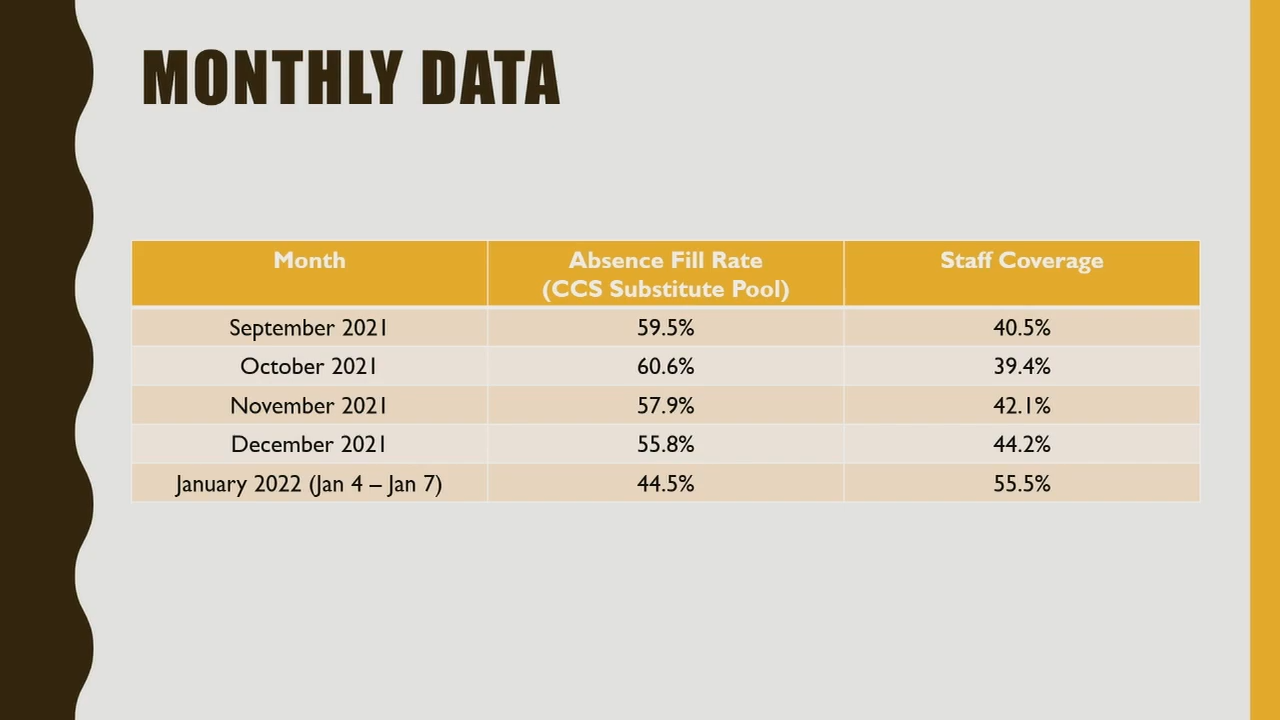 MONTHLY DATA
Month
Absence Fill Rate
(CCS Substitute Pool)
Staff Coverage
September 2021 59.5% 40.5%
October 2021 60.6% 39.4%
November 2021 57.9% 42.1%
December 2021 55.8% 44.2%
January 2022 (Jan 4 – Jan 7) 44.5% 55.5%